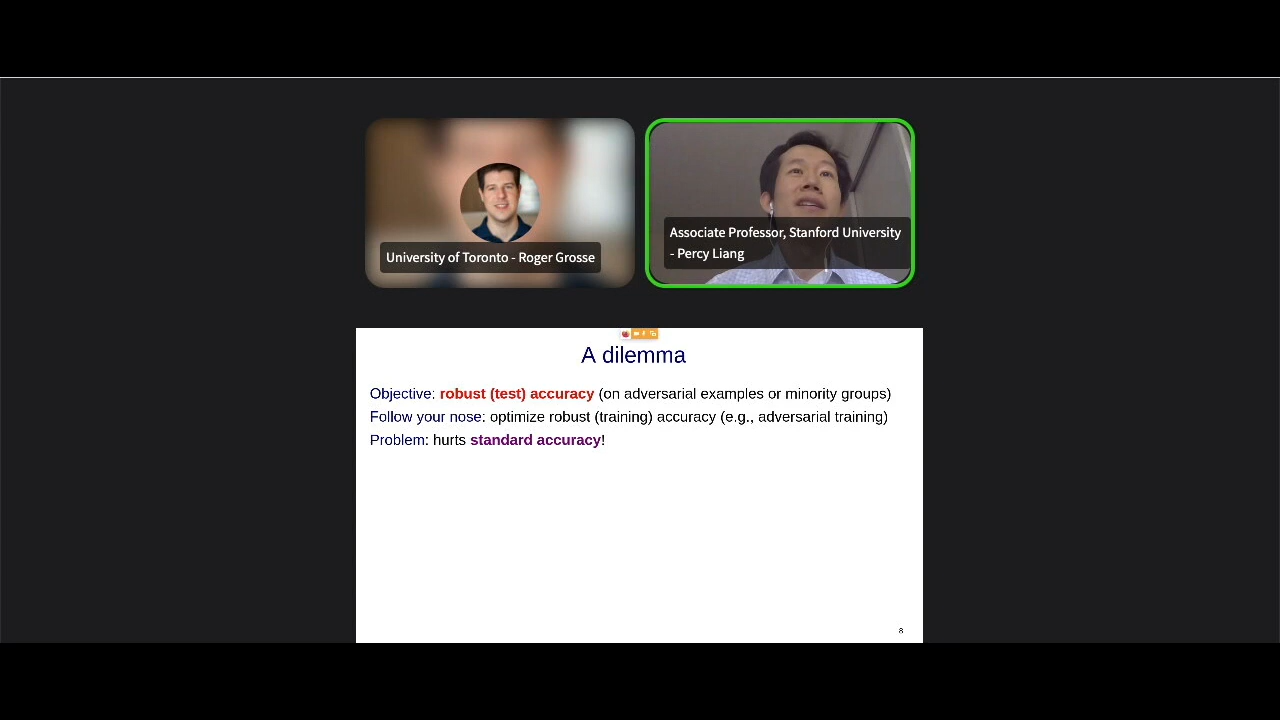 University of Toronto - Roger Grosse
Associate Professor, Stanford University
- Percy Liang
A dilemma
Objective: robust (test) accuracy (on adversarial examples or minority groups)
Follow your nose: optimize robust (training) accuracy (e.g., adversarial training)
Problem: hurts standard accuracy!
8